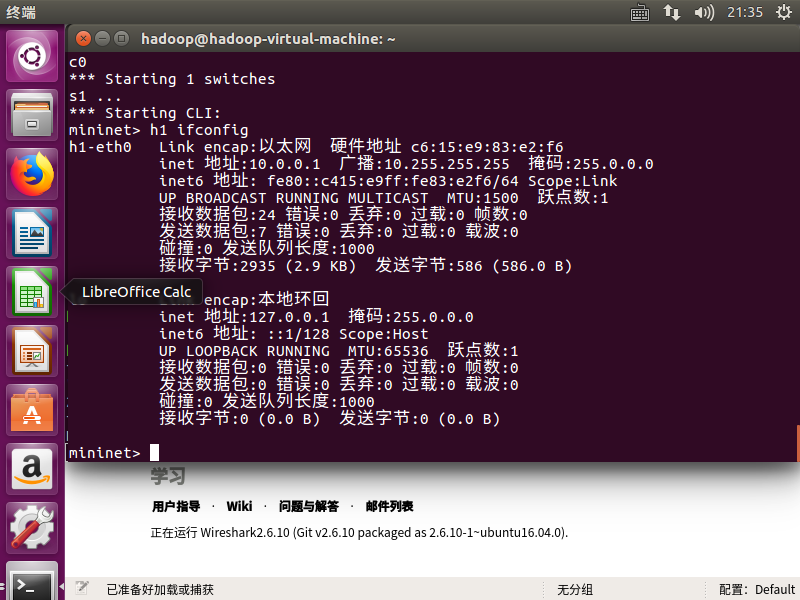 终端
21:35
hadoop@hadoop-virtual-machine: ~
c0
*** Starting 1 switches
s1 ...
*** Starting CLI:
mininet> h1 ifconfig
h1-eth0   Link encap:以太网  硬件地址 c6:15:e9:83:e2:f6
inet 地址:10.0.0.1  广播:10.255.255.255  掩码:255.0.0.0
inet6 地址: fe80::c415:e9ff:fe83:e2f6/64 Scope:Link
UP BROADCAST RUNNING MULTICAST  MTU:1500  跃点数:1
接收数据包:24 错误:0 丢弃:0 过载:0 帧数:0
发送数据包:7 错误:0 丢弃:0 过载:0 载波:0
碰撞:0 发送队列长度:1000
接收字节:2935 (2.9 KB)  发送字节:586 (586.0 B)
LibreOffice Calc
encap:本地环回
inet 地址:127.0.0.1  掩码:255.0.0.0
inet6 地址: ::1/128 Scope:Host
UP LOOPBACK RUNNING  MTU:65536  跃点数:1
接收数据包:0 错误:0 丢弃:0 过载:0 帧数:0
发送数据包:0 错误:0 丢弃:0 过载:0 载波:0
碰撞:0 发送队列长度:1000
接收字节:0 (0.0 B)  发送字节:0 (0.0 B)
mininet>
学习
用户指导 · Wiki · 问题与解答 · 邮件列表
正在运行 Wireshark2.6.10 (Git v2.6.10 packaged as 2.6.10-1~ubuntu16.04.0).
已准备好加载或捕获
无分组
配置: Default